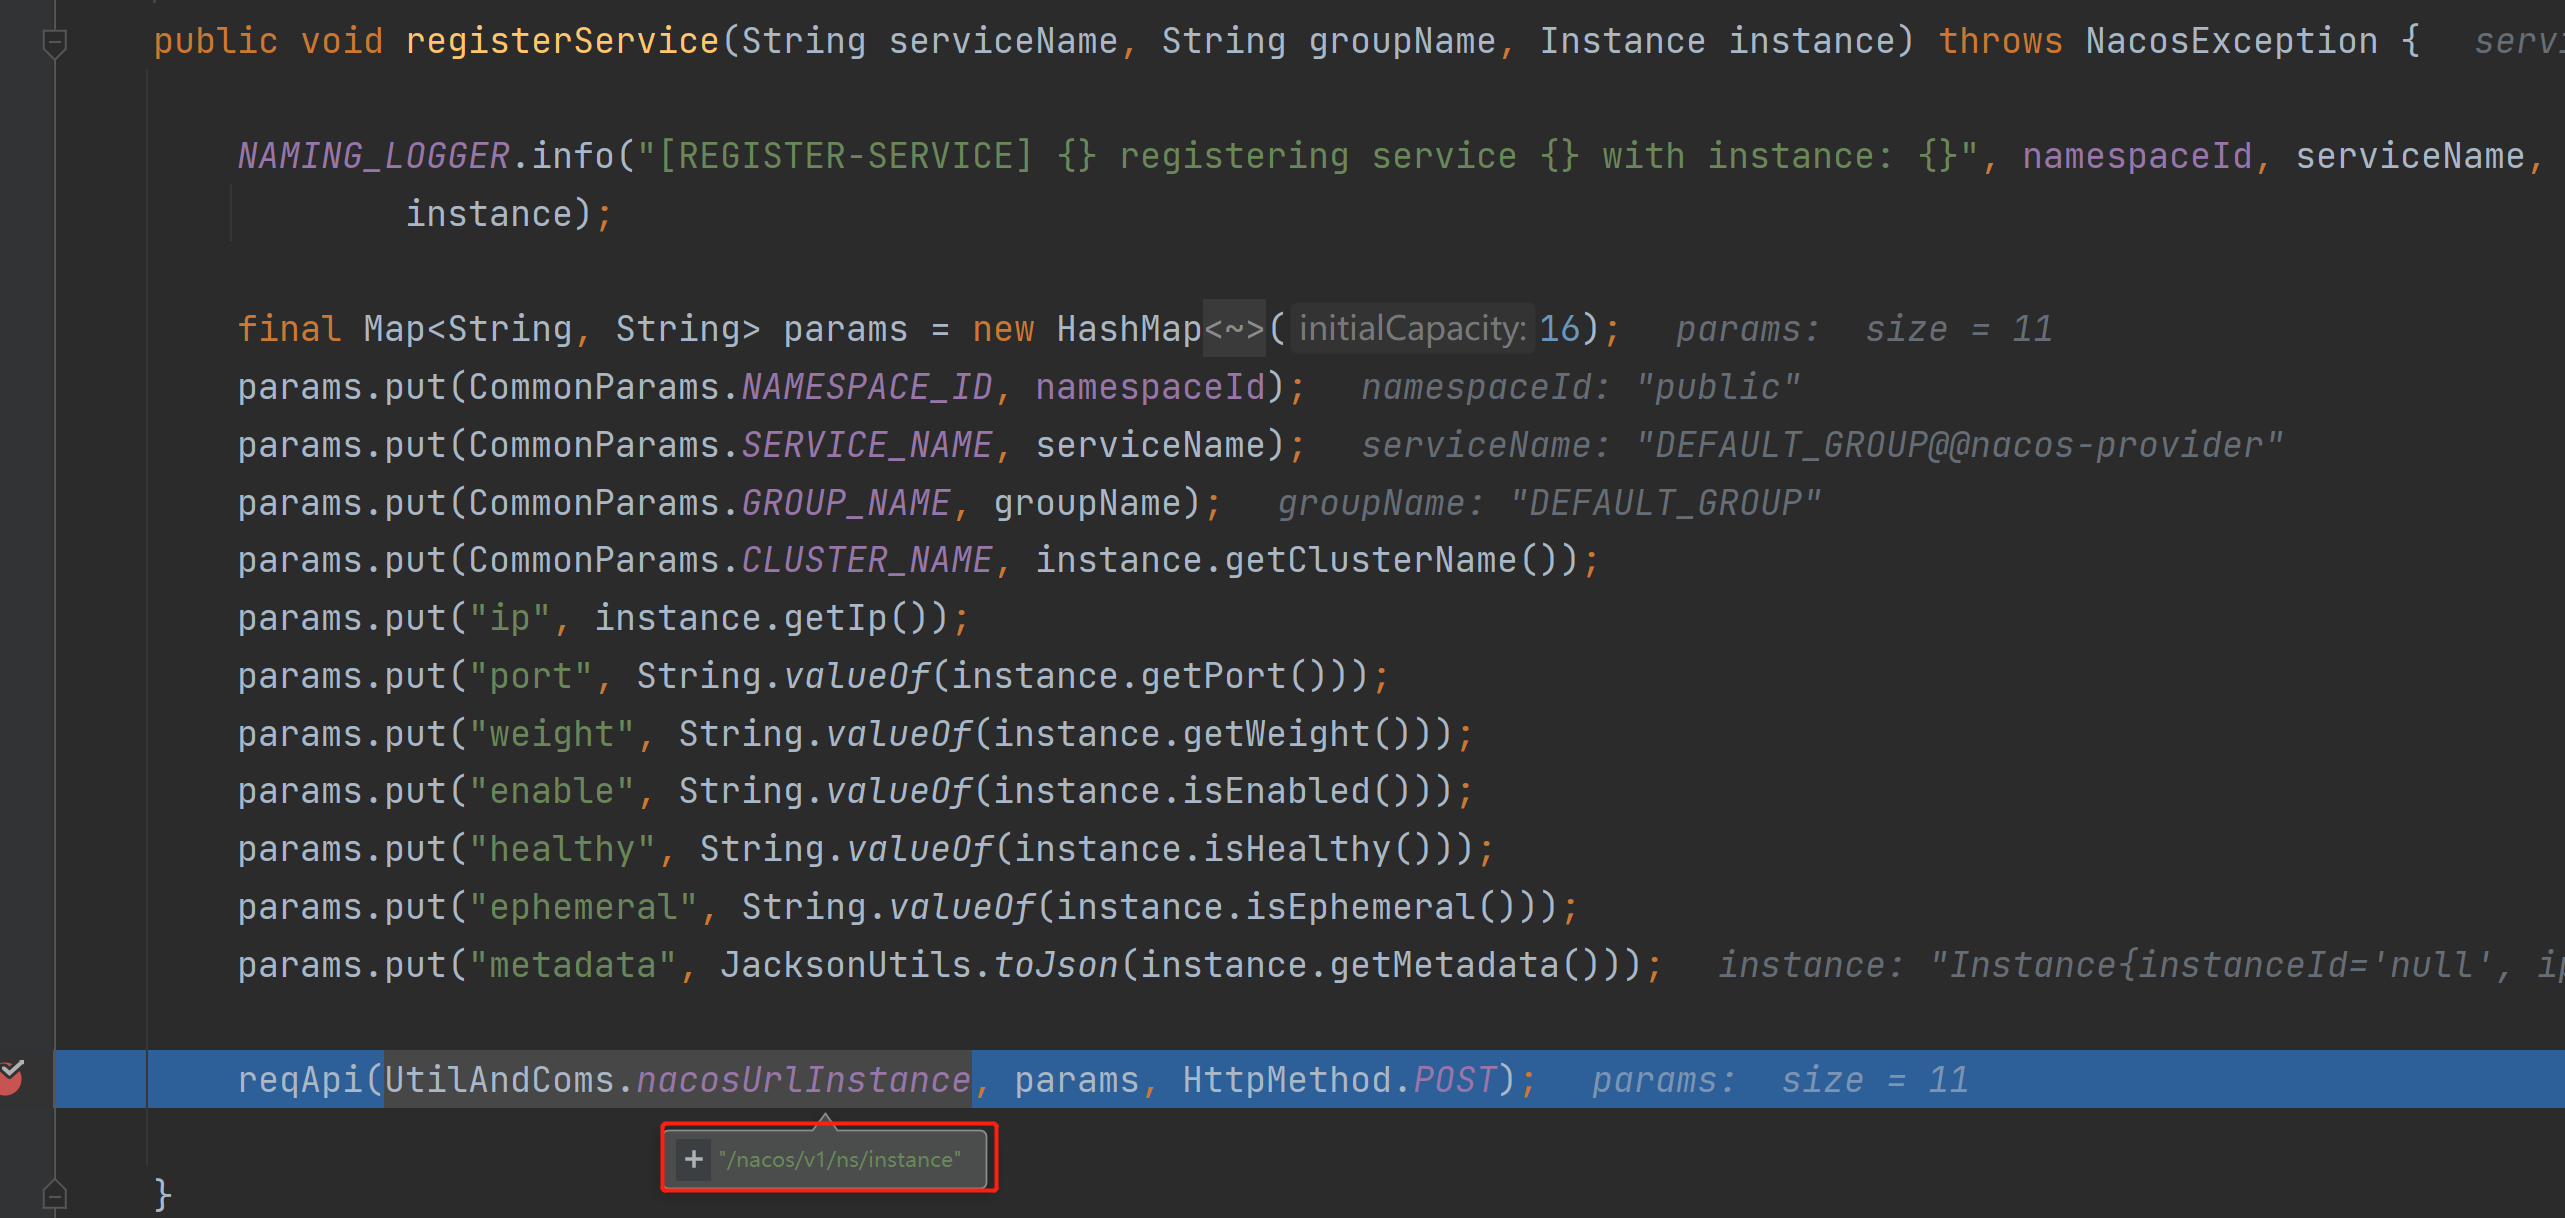 public void registerService(String serviceName, String groupName, Instance instance) throws NacosException {
NAMING_LOGGER.info("[REGISTER-SERVICE] {} registering service {} with instance: {}", namespaceId, serviceName,
instance);
final Map<String, String> params = new HashMap<~>( initialCapacity: 16); params: size = 11
params.put(CommonParams.NAMESPACE_ID, namespaceId); namespaceId: "public"
params.put(CommonParams.SERVICE_NAME, serviceName); serviceName: "DEFAULT_GROUP@@nacos-provider"
params.put(CommonParams.GROUP_NAME, groupName); groupName: "DEFAULT_GROUP"
params.put(CommonParams.CLUSTER_NAME, instance.getClusterName());
params.put("ip", instance.getIp());
params.put("port", String.valueOf(instance.getPort()));
params.put("weight", String.valueOf(instance.getWeight()));
params.put("enable", String.valueOf(instance.isEnabled()));
params.put("healthy", String.valueOf(instance.isHealthy()));
params.put("ephemeral", String.valueOf(instance.isEphemeral()));
params.put("metadata", JacksonUtils.toJson(instance.getMetadata())); instance: "Instance{instanceId='null',
reqApi(UtilAndComs.nacosUrlInstance, params, HttpMethod.POST); params: size = 11
+ "/nacos/v1/ns/instance"
}